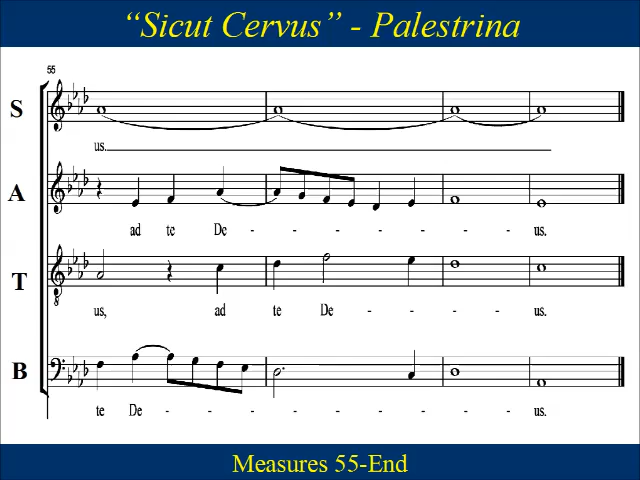 “Sicut Cervus” - Palestrina
55
S
us.
A
ad te De - - - - - - - us.
T
8
us, ad te De - - - us.
B
te De - - - - - - - - us.
Measures 55-End